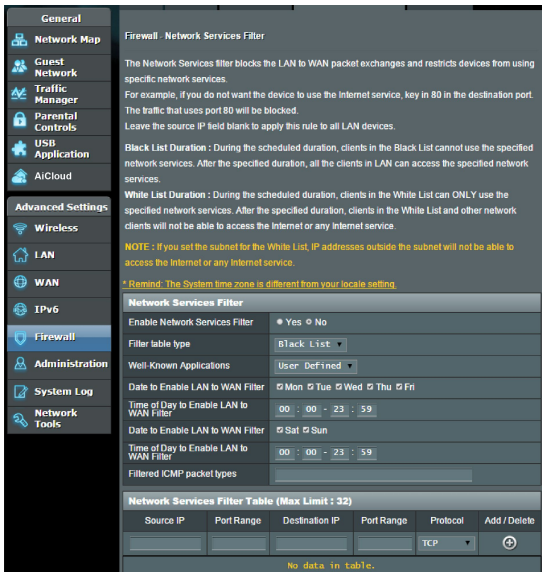 General
Network Map
Guest
Network
Traffic
Manager
Parental
Controls
USB
Application
AiCloud
Advanced Settings
Wireless
LAN
WAN
IPv6
Firewall
Administration
System Log
Network
Tools
Firewall - Network Services Filter
The Network Services filter blocks the LAN to WAN packet exchanges and restricts devices from using
specific network services.
For example, if you do not want the device to use the Internet service, key in 80 in the destination port.
The traffic that uses port 80 will be blocked.
Leave the source IP field blank to apply this rule to all LAN devices.
Black List Duration : During the scheduled duration, clients in the Black List cannot use the specified
network services. After the specified duration, all the clients in LAN can access the specified network
services.
White List Duration : During the scheduled duration, clients in the White List can ONLY use the
specified network services. After the specified duration, clients in the White List and other network
clients will not be able to access the Internet or any Internet service.
NOTE : If you set the subnet for the White List, IP addresses outside the subnet will not be able to
access the Internet or any Internet service.
* Remind: The System time zone is different from your locale setting.
Network Services Filter
Enable Network Services Filter Yes No
Filter table type Black List
Well-Known Applications User Defined
Date to Enable LAN to WAN Filter Mon Tue Wed Thu Fri
Time of Day to Enable LAN to
WAN Filter 00 : 00 - 23 : 59
Date to Enable LAN to WAN Filter Sat Sun
Time of Day to Enable LAN to
WAN Filter 00 : 00 - 23 : 59
Filtered ICMP packet types
Network Services Filter Table (Max Limit : 32)
Source IP Port Range Destination IP Port Range Protocol Add / Delete
TCP
No data in table.